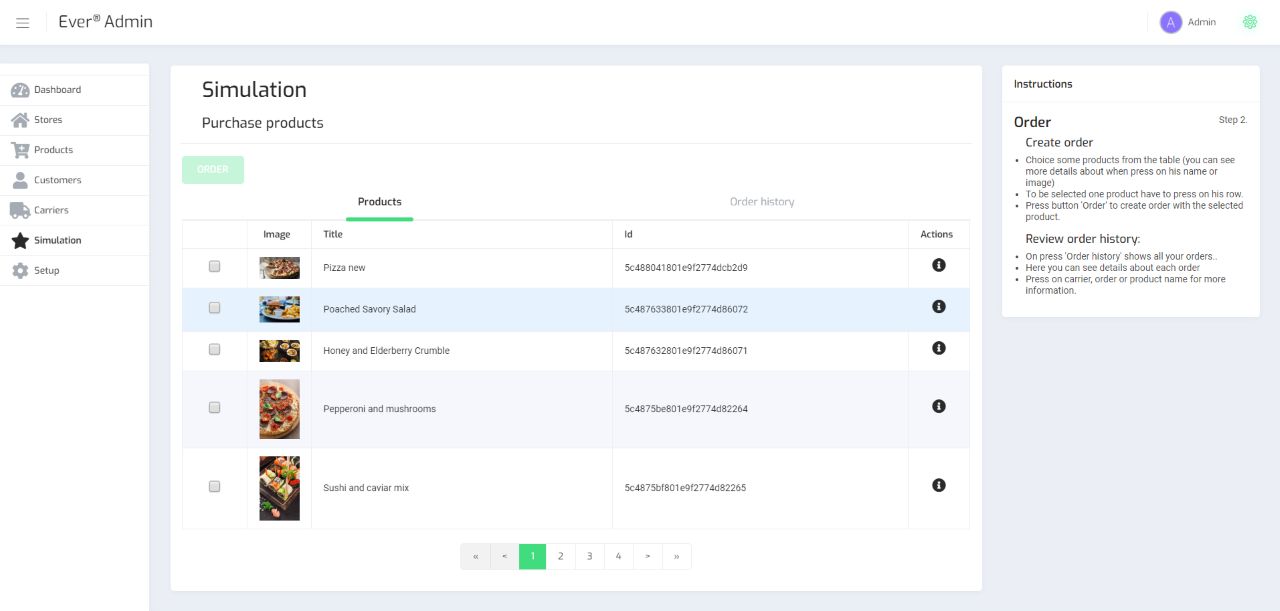 Ever® Admin
A Admin
Dashboard
Stores
Products
Customers
Carriers
Simulation
Setup
Simulation
Purchase products
ORDER
Products Order history
Image Title Id Actions
Pizza new 5c488041801e9f2774dcb2d9
Poached Savory Salad 5c487633801e9f2774d86072
Honey and Elderberry Crumble 5c487632801e9f2774d86071
Pepperoni and mushrooms 5c4875be801e9f2774d82264
Sushi and caviar mix 5c4875bf801e9f2774d82265
« < 1 2 3 4 > »
Instructions
Order Step 2.
Create order
Choice some products from the table (you can see
more details about when press on his name or
image)
To be selected one product have to press on his row.
Press button 'Order' to create order with the selected
product.
Review order history:
On press 'Order history' shows all your orders..
Here you can see details about each order
Press on carrier, order or product name for more
information.